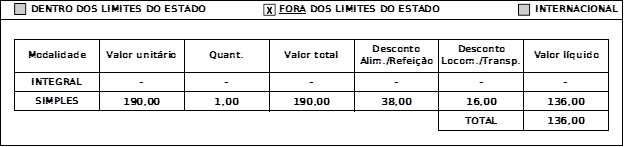 DENTRO DOS LIMITES DO ESTADO X FORA DOS LIMITES DO ESTADO INTERNACIONAL
Modalidade Valor unitário Quant. Valor total Desconto Alim./Refeição Desconto Locom./Transp. Valor líquido
INTEGRAL - - - - - -
SIMPLES 190,00 1,00 190,00 38,00 16,00 136,00
TOTAL 136,00